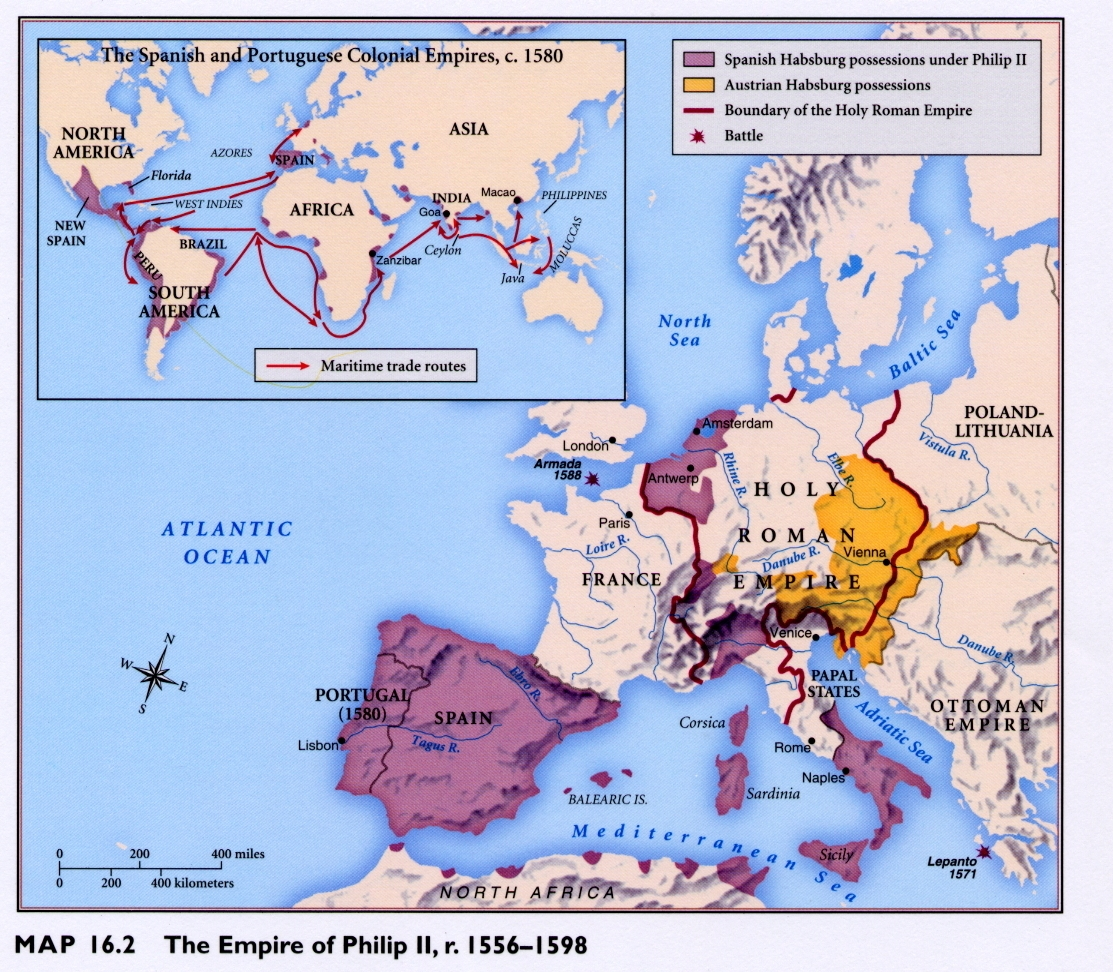 The Spanish and Portuguese Colonial Empires, c. 1580
NORTH
AMERICA
ASIA
AZORES
SPAIN
Florida
WEST INDIES
NEW
SPAIN
AFRICA
INDIA
Goa
Macao
PHILIPPINES
Ceylon
MOLUCCAS
BRAZIL
PERU
Zanzibar
Java
SOUTH
AMERICA
Maritime trade routes
Spanish Habsburg possessions under Philip II
Austrian Habsburg possessions
Boundary of the Holy Roman Empire
Battle
North
Sea
Baltic Sea
POLAND-
LITHUANIA
Vistula R.
Amsterdam
London
Armada
1588
Antwerp
Rhine R.
Elbe R.
HOLY
ROMAN
EMPIRE
Paris
Loire R.
Danube R.
Vienna
FRANCE
ATLANTIC
OCEAN
N
W
E
S
Venice
Danube R.
PAPAL
STATES
OTTOMAN
EMPIRE
Adriatic Sea
PORTUGAL
(1580)
SPAIN
Ebro R.
Lisbon
Tagus R.
Corsica
Rome
Naples
BALEARIC IS.
Sardinia
Mediterranean Sea
Sicily
Lepanto
1571
NORTH AFRICA
0 200 400 miles
0 200 400 kilometers
MAP 16.2 The Empire of Philip II, r. 1556–1598